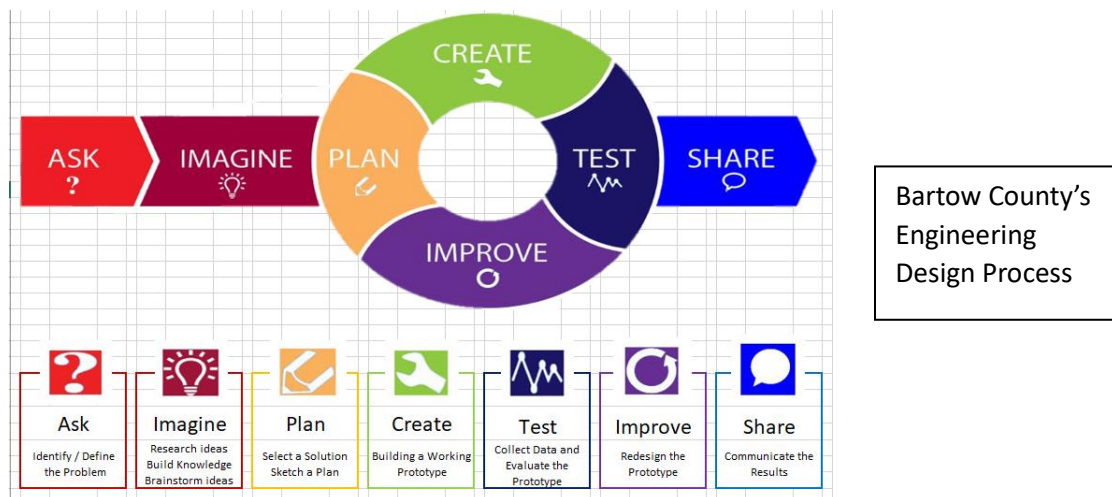 CREATE
ASK
?
IMAGINE
PLAN
TEST
SHARE
IMPROVE
Bartow County’s
Engineering
Design Process
?
Ask
Identify / Define
the Problem
Imagine
Research ideas
Build Knowledge
Brainstorm ideas
Plan
Select a Solution
Sketch a Plan
Create
Building a Working
Prototype
Test
Collect Data and
Evaluate the
Prototype
Improve
Redesign the
Prototype
Share
Communicate the
Results